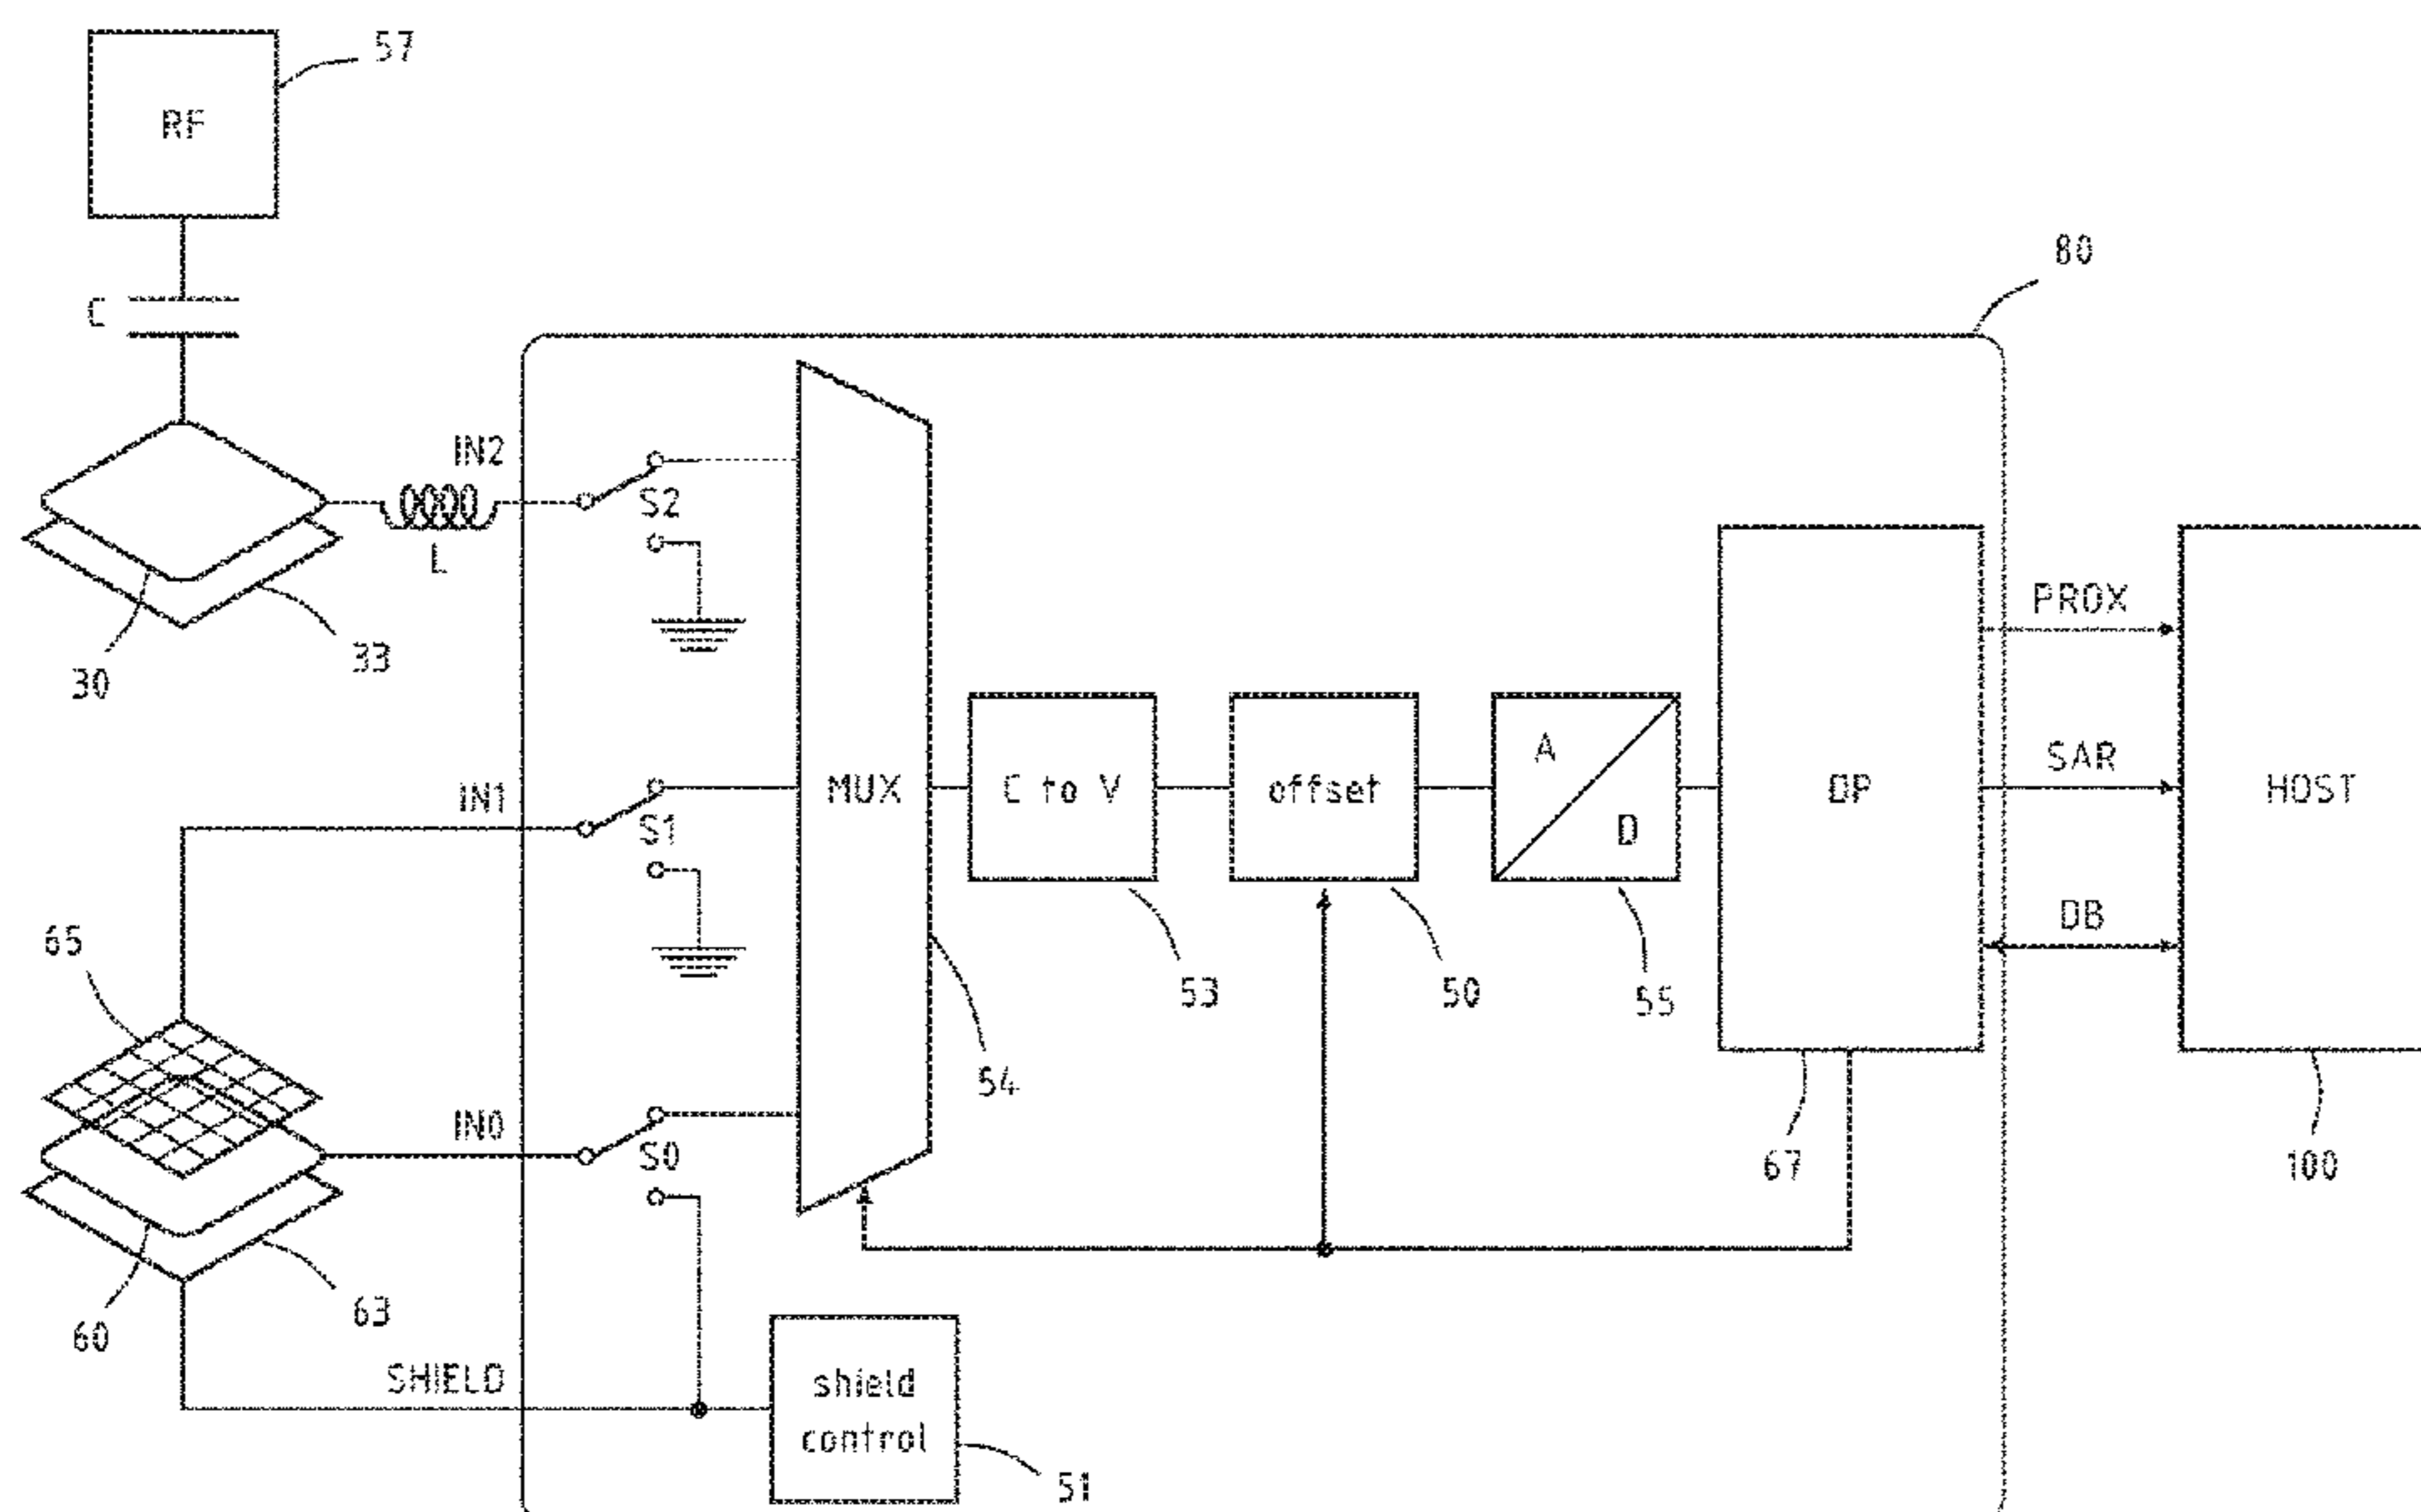 57
RF
80
C
IN2
S2
L
PROX
33
30
SAR
IN1
MUX
C to V
offset
A
D
DP
HOST
S1
DB
65
53
50
55
54
IN0
S0
67
100
63
60
SHIELD
shield
control
51